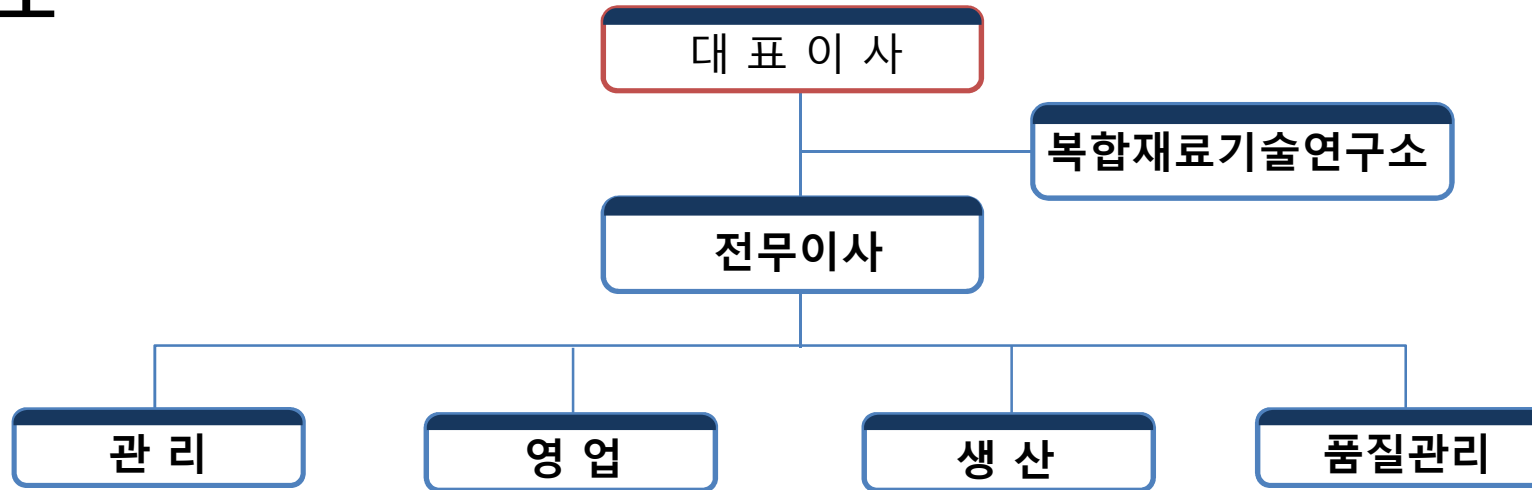 대 표 이 사
복합재료기술연구소
전무이사
관 리
영 업
생 산
품질관리